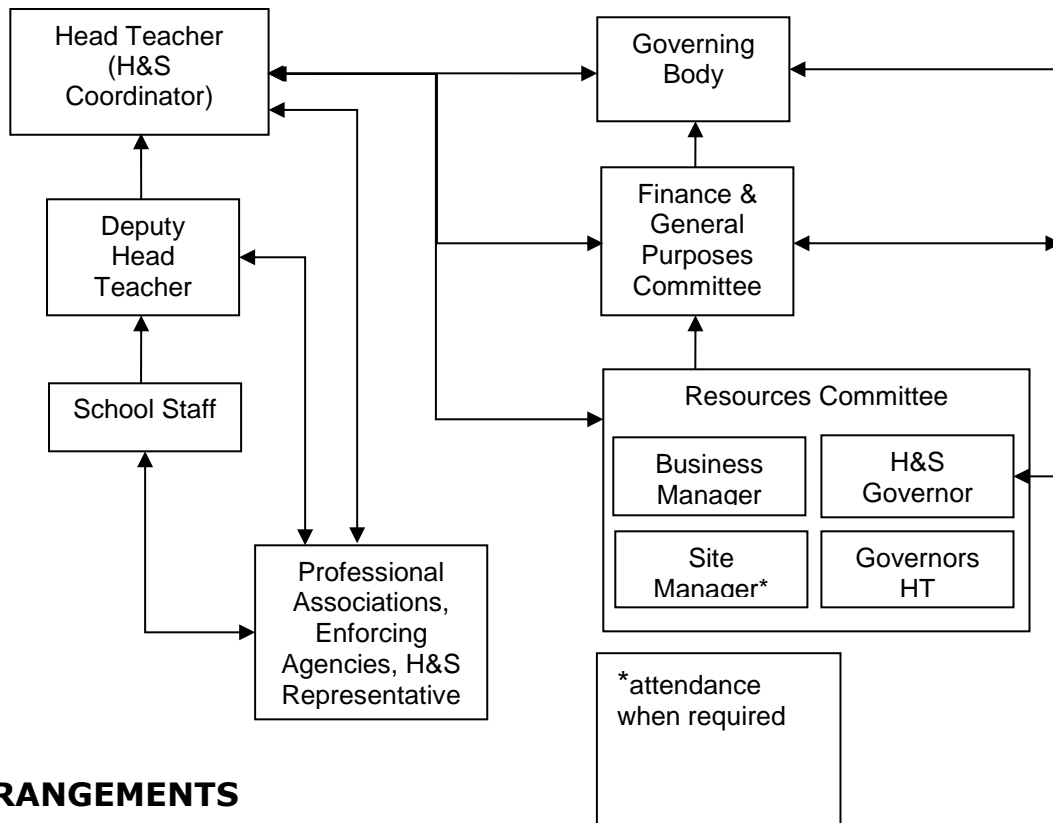 Head Teacher
(H&S
Coordinator)
Governing
Body
Deputy
Head
Teacher
Finance &
General
Purposes
Committee
School Staff
Resources Committee
Business
Manager
H&S
Governor
Site
Manager*
Governors
HT
Professional
Associations,
Enforcing
Agencies, H&S
Representative
*attendance
when required
RANGEMENTS